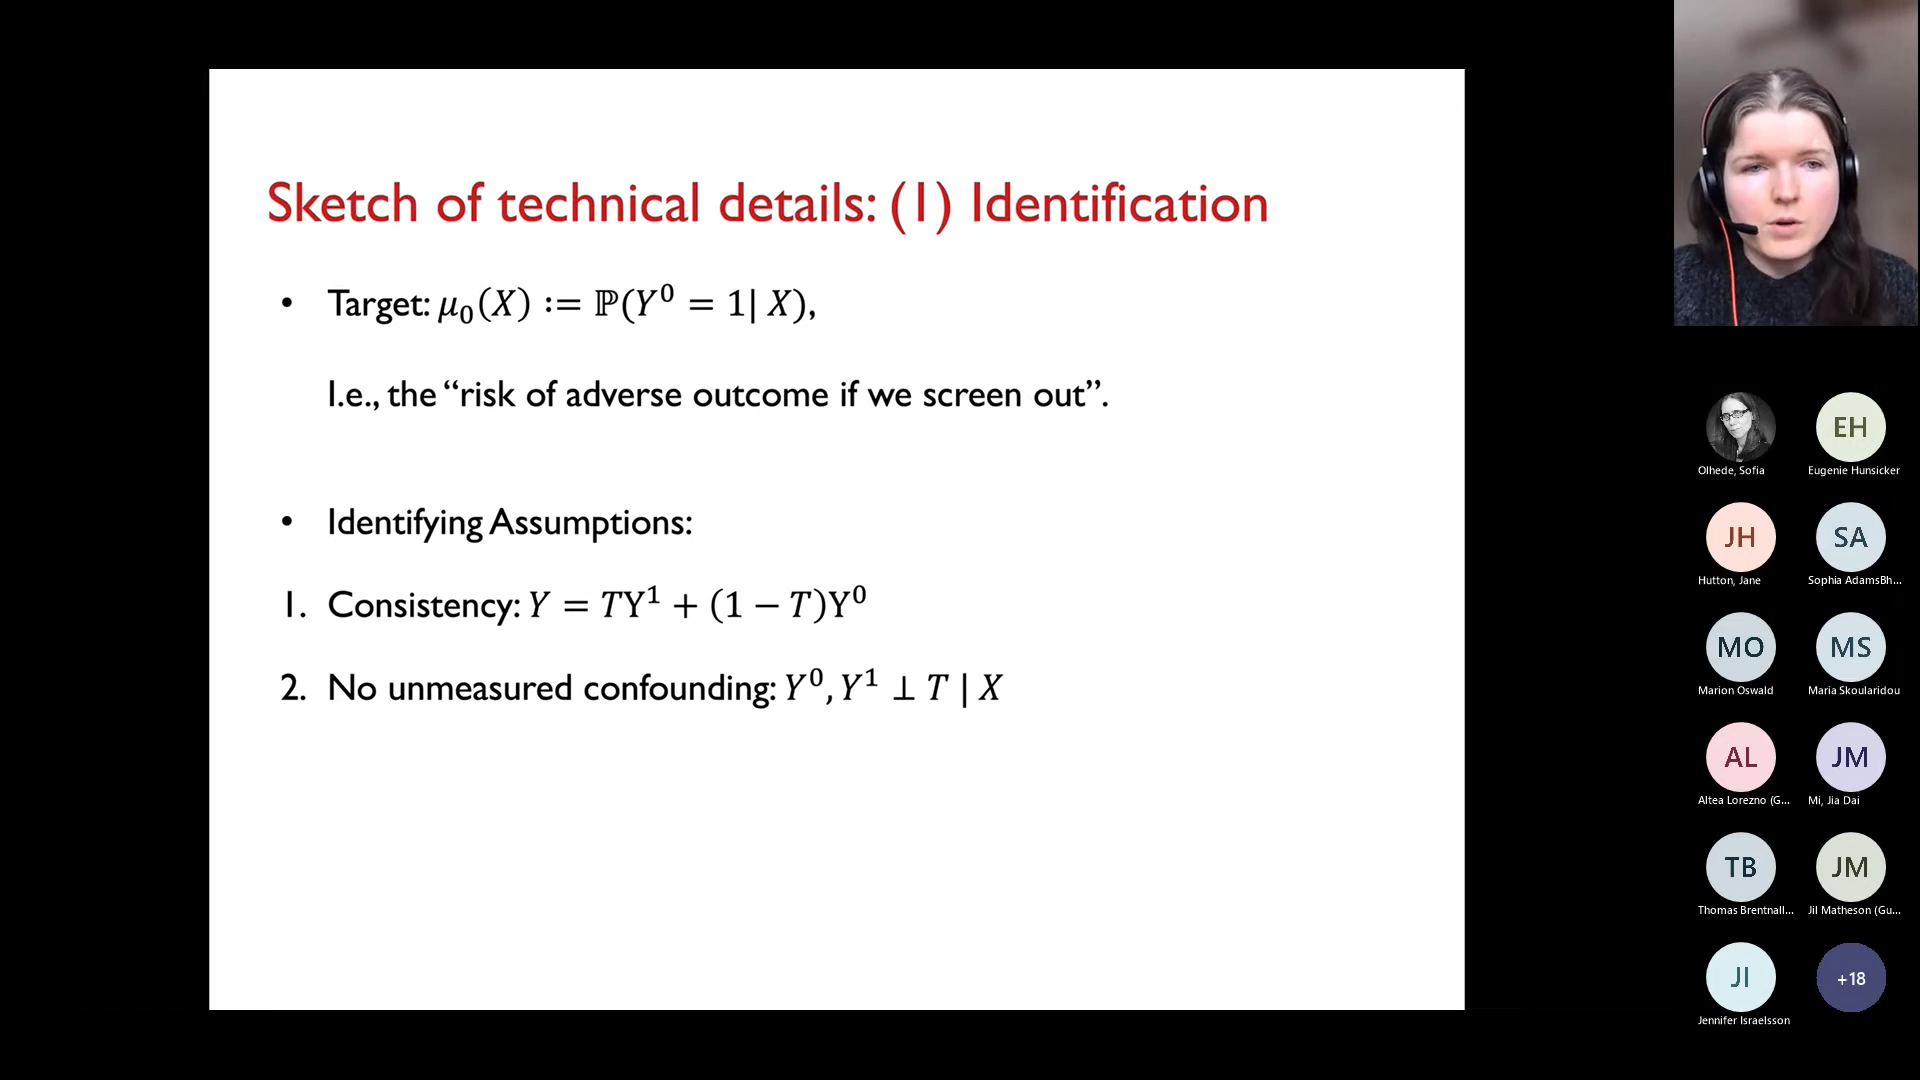 Sketch of technical details: (1) Identification
• Target: μ₀(X) := ℙ(Y⁰ = 1| X),
I.e., the “risk of adverse outcome if we screen out”.
• Identifying Assumptions:
1. Consistency: Y = TY¹ + (1 − T)Y⁰
2. No unmeasured confounding: Y⁰, Y¹ ⊥ T | X
Olhede, Sofia
EH
Eugenie Hunsicker
JH
Hutton, Jane
SA
Sophia AdamsBh...
MO
Marion Oswald
MS
Maria Skoularidou
AL
Altea Lorezno (G...
JM
Mi, Jia Dai
TB
Thomas Brentnall...
JM
Jil Matheson (Gu...
JI
Jennifer Israelsson
+18